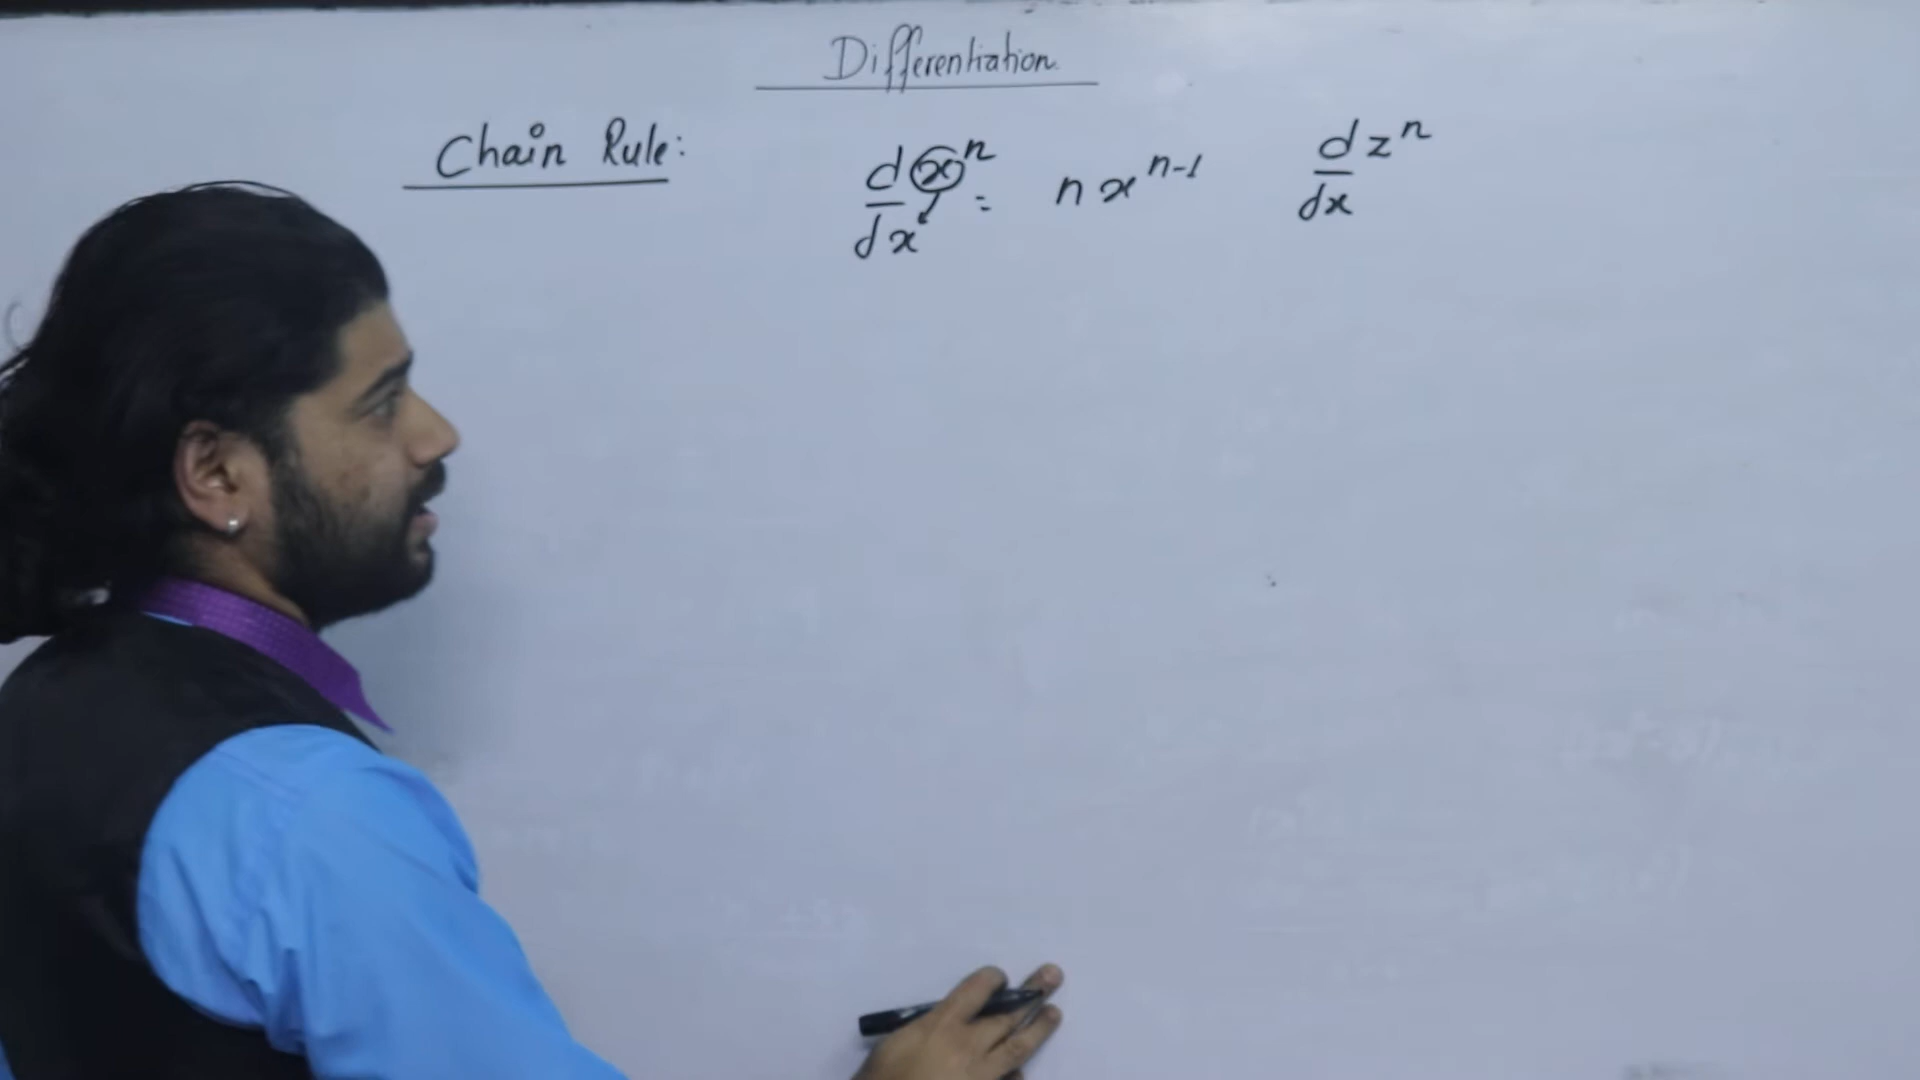 Differentiation.
Chain Rule:
d/dx x^n = n x^(n-1)
d/dx z^n